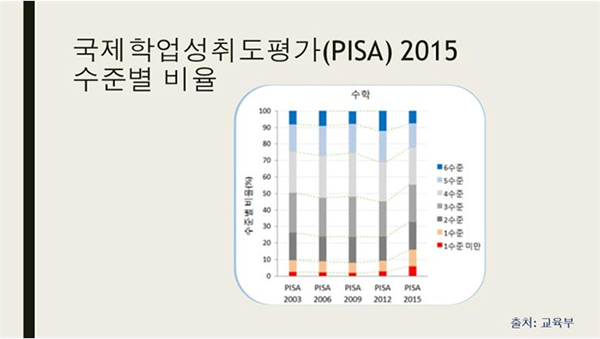 국제학업성취도평가(PISA) 2015
수준별 비율
수학
수준별 비율(%)
100
90
80
70
60
50
40
30
20
10
0
PISA 2003
PISA 2006
PISA 2009
PISA 2012
PISA 2015
6수준
5수준
4수준
3수준
2수준
1수준
1수준 미만
출처: 교육부